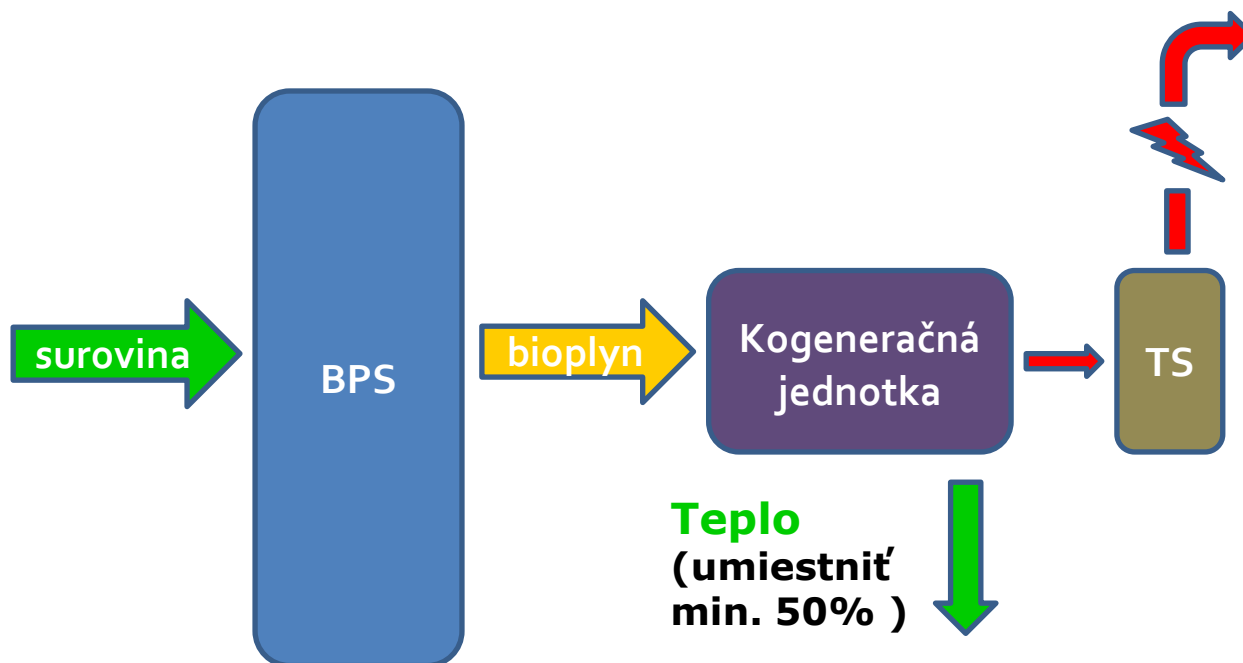 surovina
BPS
bioplyn
Kogeneračná
jednotka
TS
Teplo
(umiestniť
min. 50% )